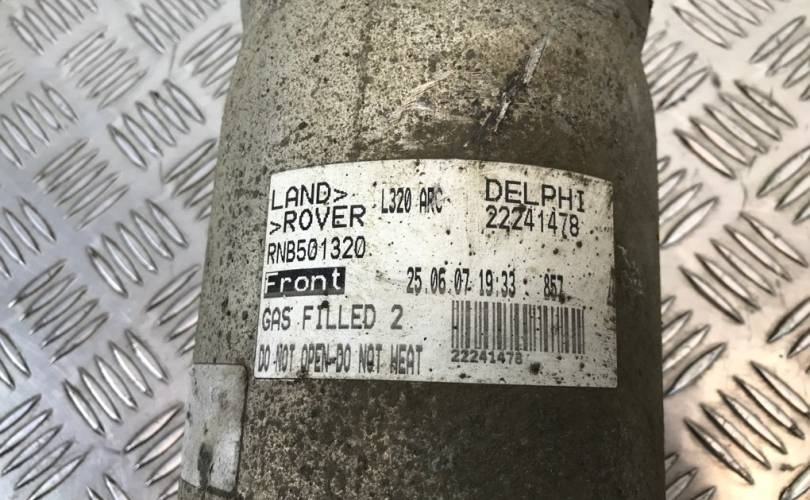 LAND> L320 ARC DELPHI
>ROVER 22241478
RNB501320
Front 25.06.07 19:33 857
GAS FILLED 2
DO NOT OPEN-DO NOT HEAT 22241478